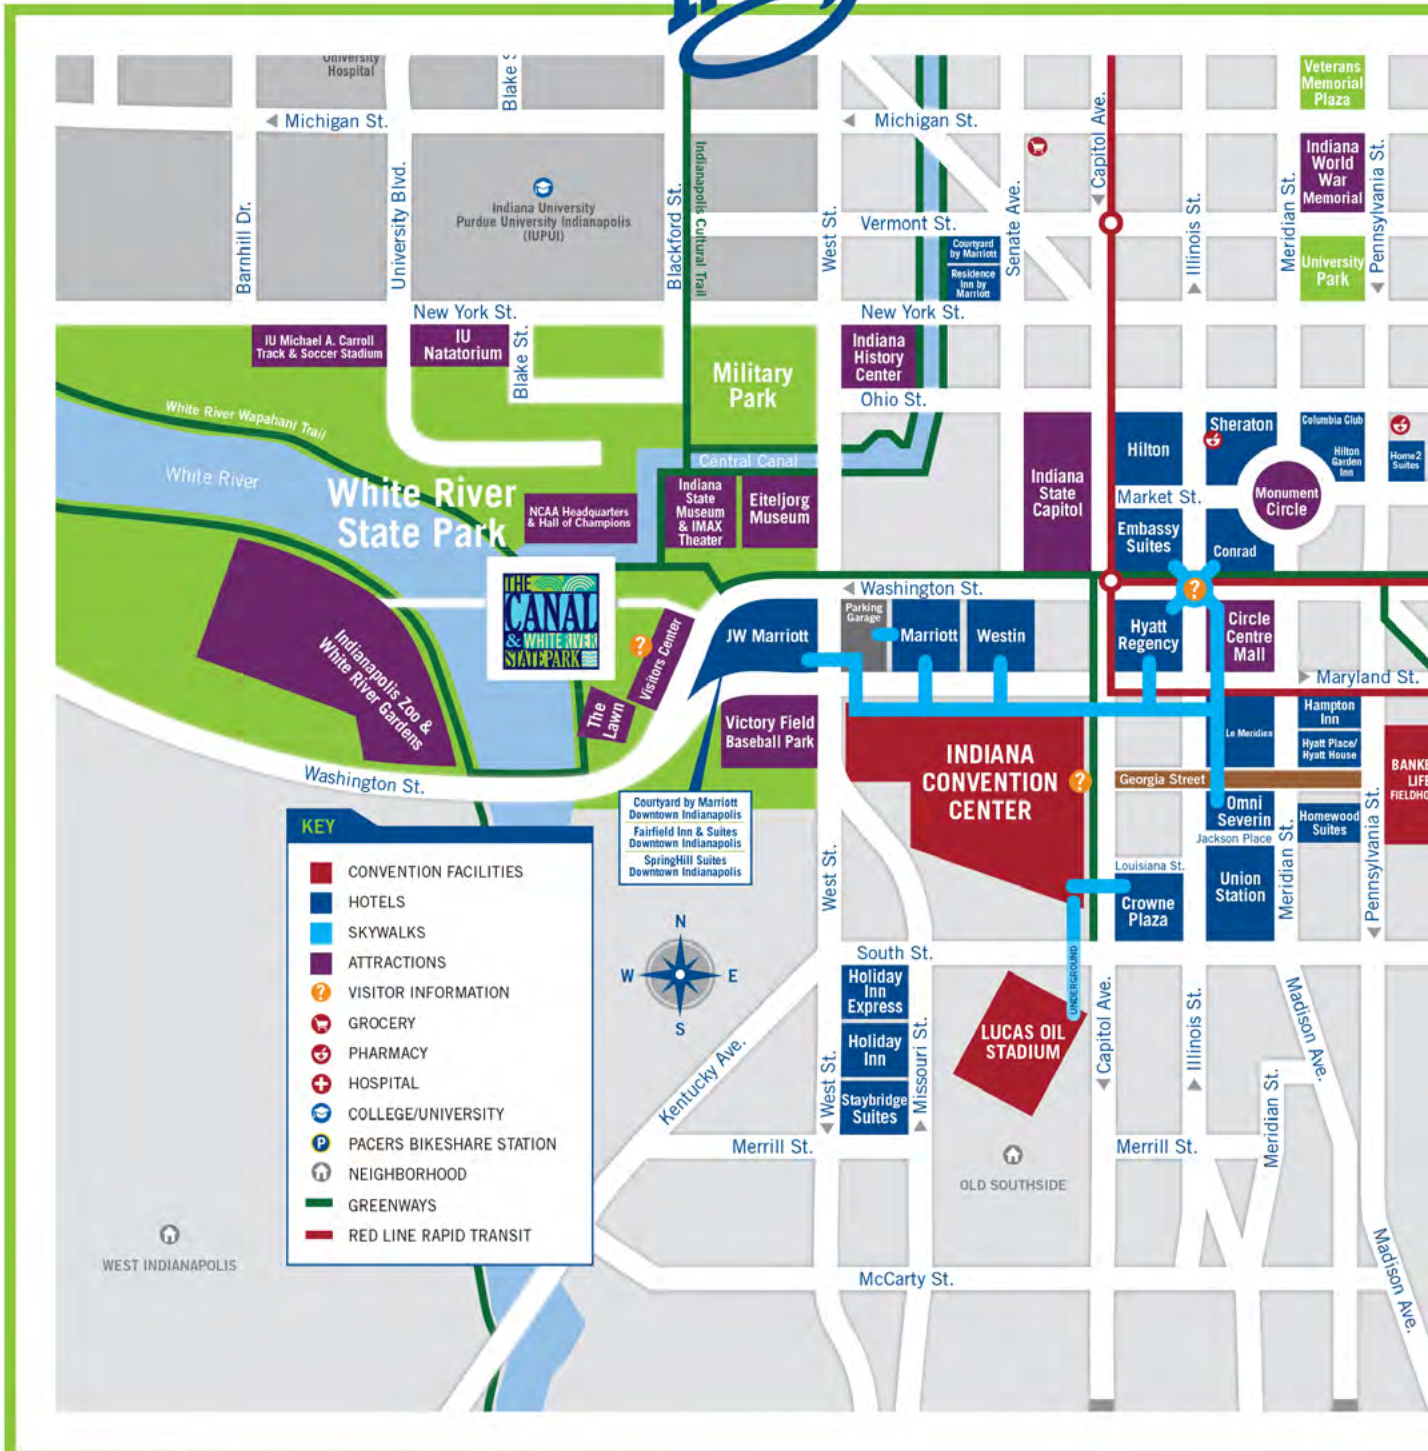 University
Hospital
Blake S
Michigan St.
Michigan St.
Capitol Ave.
Veterans
Memorial
Plaza
Indiana
World
War
Memorial
Pennsylvania St.
Barnhill Dr.
University Blvd.
Indiana University
Purdue University Indianapolis
(IUPUI)
Blackford St.
Indianapolis Cultural Trail
West St.
Vermont St.
Courtyard
by Marriott
Residence
Inn by
Marriott
Senate Ave.
Illinois St.
Meridian St.
University
Park
New York St.
New York St.
IU Michael A. Carroll
Track & Soccer Stadium
IU
Natatorium
Blake St.
Military
Park
Indiana
History
Center
Ohio St.
White River Wapahani Trail
White River
White River
State Park
Central Canal
NCAA Headquarters
& Hall of Champions
Indiana
State
Museum
& IMAX
Theater
Eiteljorg
Museum
Indiana
State
Capitol
Hilton
Sheraton
Columbia Club
Hilton
Garden
Inn
Home2
Suites
Market St.
Monument
Circle
Embassy
Suites
Conrad
THE
CANAL
& WHITE RIVER
STATE PARK
Washington St.
Parking
Garage
JW Marriott
Marriott
Westin
Hyatt
Regency
Circle
Centre
Mall
Visitors Center
The
Lawn
Indianapolis Zoo &
White River Gardens
Maryland St.
Victory Field
Baseball Park
INDIANA
CONVENTION
CENTER
Le Meridien
Hampton
Inn
Hyatt Place/
Hyatt House
BANKE
LIFE
FIELDHO
Georgia Street
Washington St.
Courtyard by Marriott
Downtown Indianapolis
Fairfield Inn & Suites
Downtown Indianapolis
SpringHill Suites
Downtown Indianapolis
Omni
Severin
Homewood
Suites
Jackson Place
Louisiana St.
Crowne
Plaza
Union
Station
Meridian St.
Pennsylvania St.
West St.
KEY
CONVENTION FACILITIES
HOTELS
SKYWALKS
ATTRACTIONS
? VISITOR INFORMATION
GROCERY
PHARMACY
HOSPITAL
COLLEGE/UNIVERSITY
P PACERS BIKESHARE STATION
NEIGHBORHOOD
GREENWAYS
RED LINE RAPID TRANSIT
N
W E
S
South St.
UNDERGROUND
Holiday
Inn
Express
Holiday
Inn
Staybridge
Suites
LUCAS OIL
STADIUM
Capitol Ave.
Illinois St.
Madison Ave.
Kentucky Ave.
West St.
Missouri St.
Meridian St.
Merrill St.
Merrill St.
OLD SOUTHSIDE
WEST INDIANAPOLIS
McCarty St.
Madison Ave.